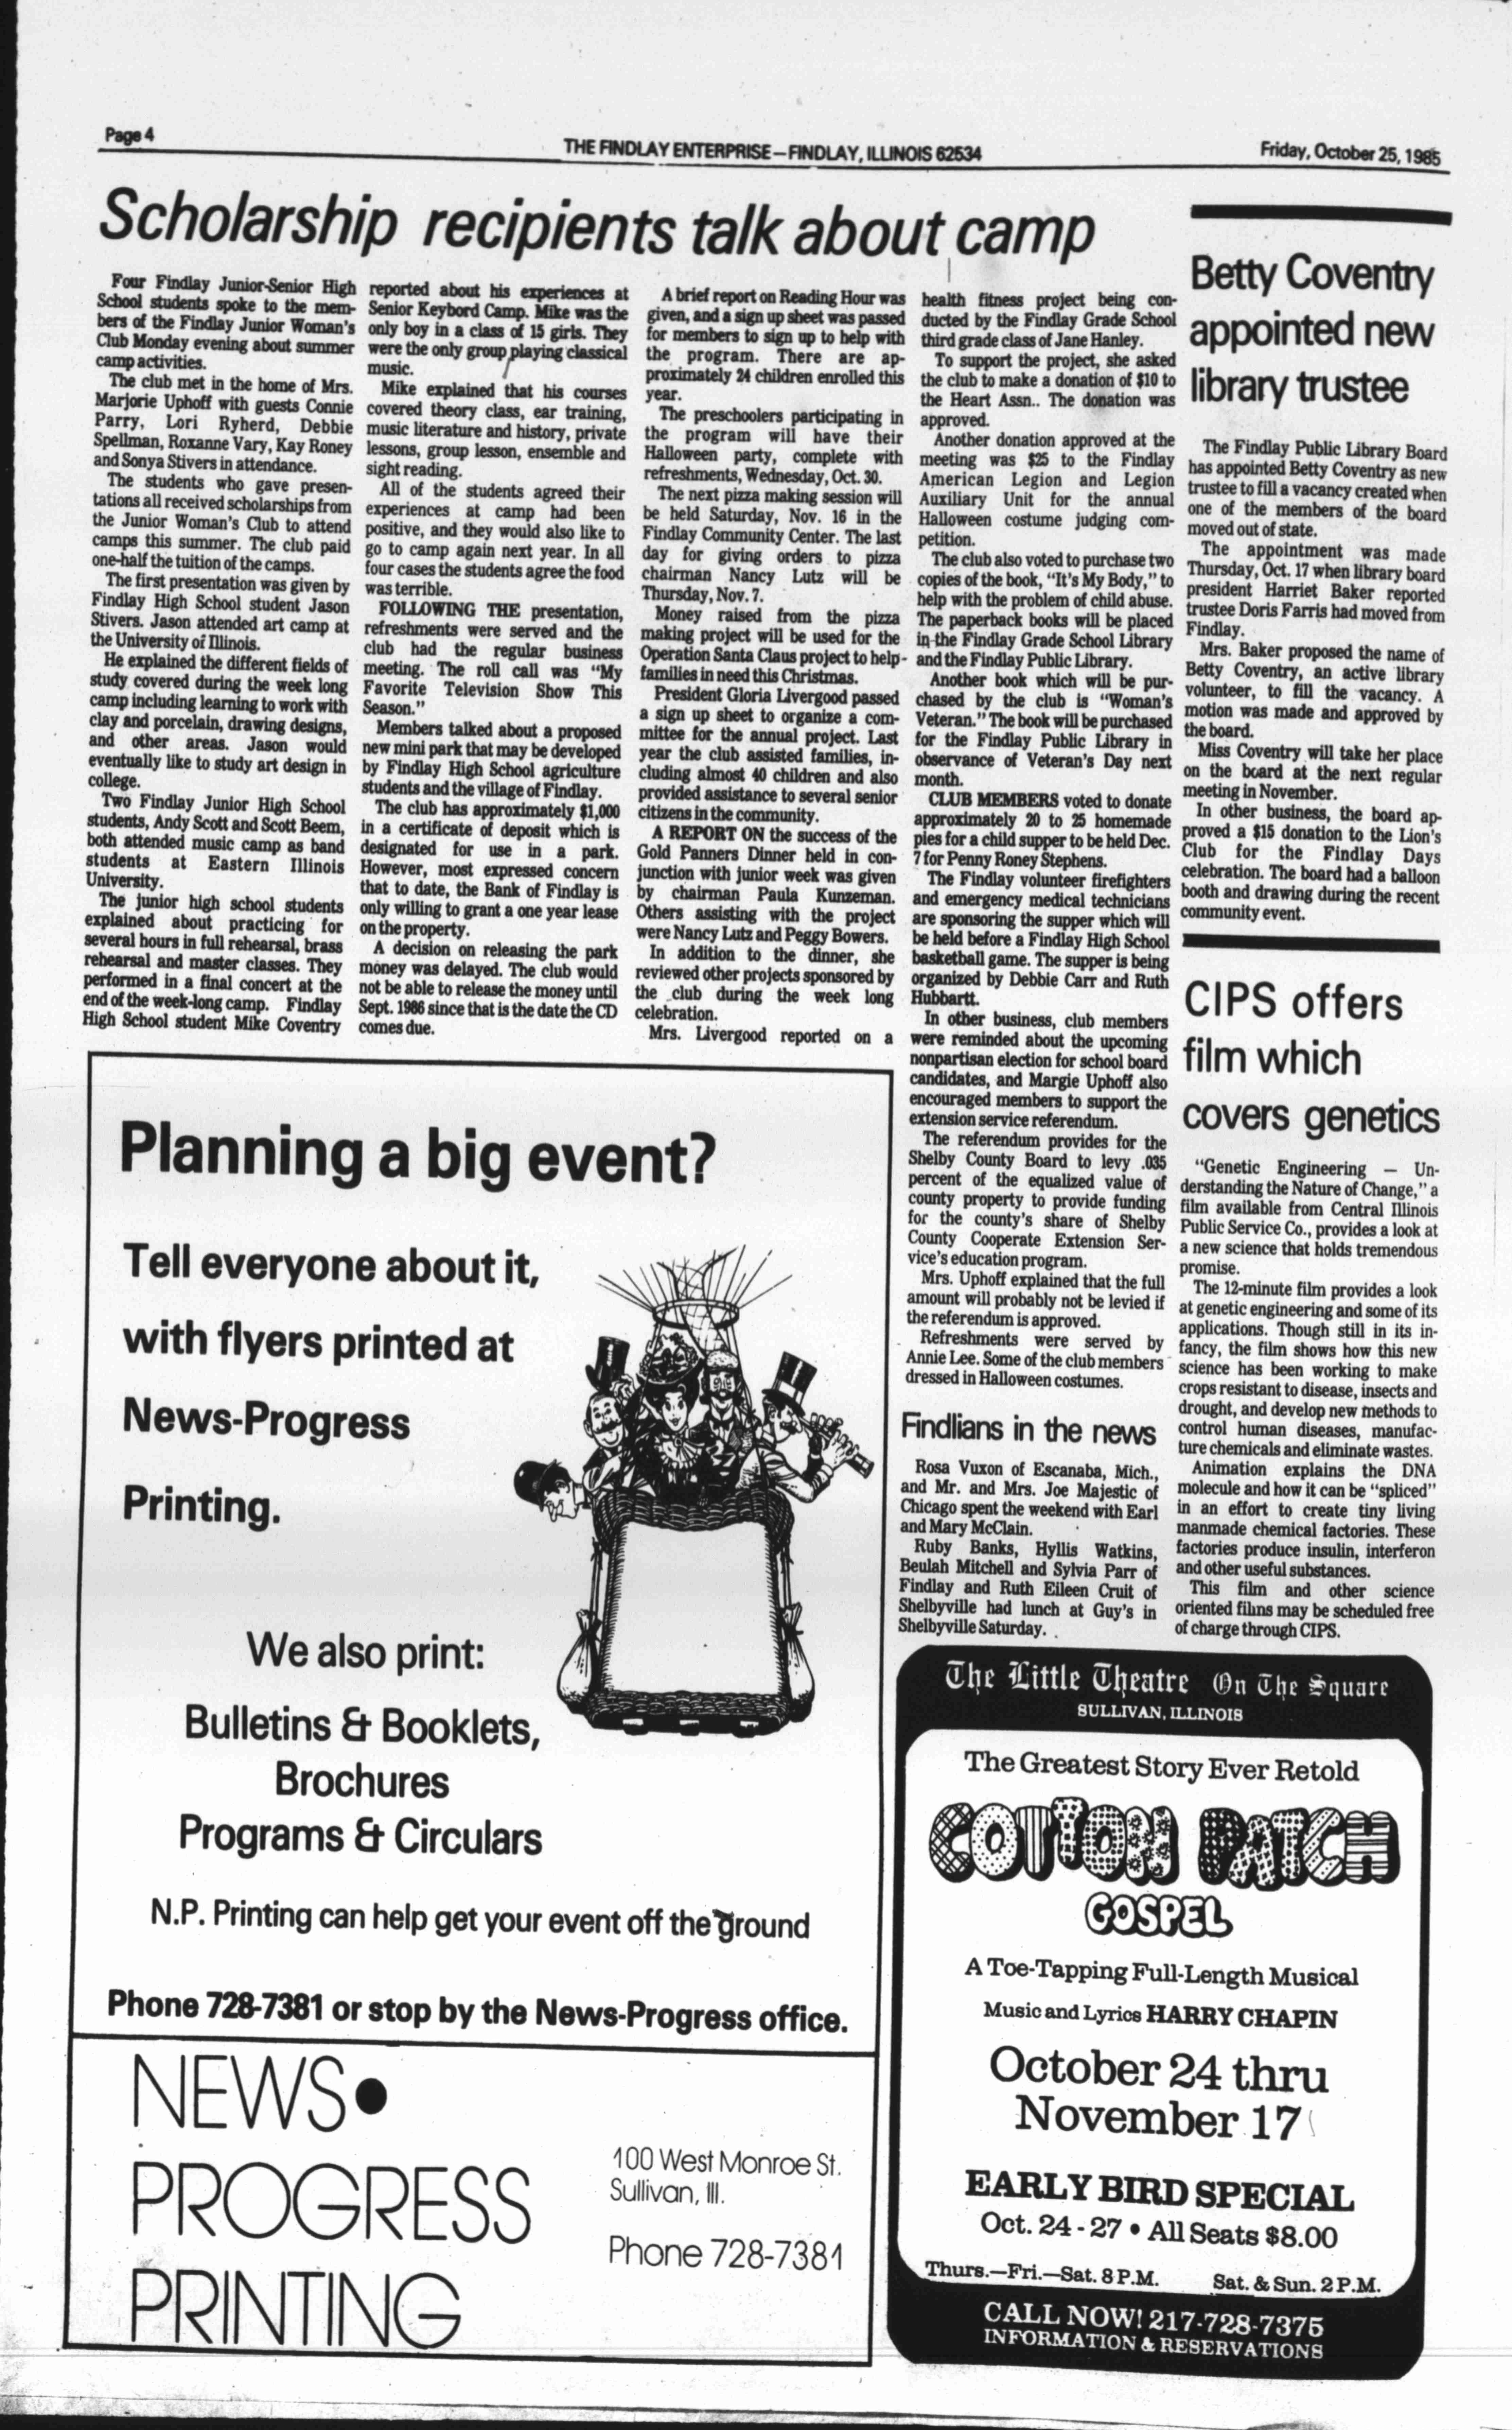 Page 4
THE FINDLAY ENTERPRISE—FINDLAY, ILLINOIS 62534
Friday, October 25, 1985
Scholarship recipients talk about camp
Four Findlay Junior-Senior High
School students spoke to the mem-
bers of the Findlay Junior Woman's
Club Monday evening about summer
camp activities.
The club met in the home of Mrs.
Marjorie Uphoff with guests Connie
Parry, Lori Ryherd, Debbie
Spellman, Roxanne Vary, Kay Roney
and Sonya Stivers in attendance.
The students who gave presen-
tations all received scholarships from
the Junior Woman's Club to attend
camps this summer. The club paid
one-half the tuition of the camps.
The first presentation was given by
Findlay High School student Jason
Stivers. Jason attended art camp at
the University of Illinois.
He explained the different fields of
study covered during the week long
camp including learning to work with
clay and porcelain, drawing designs,
and other areas. Jason would
eventually like to study art design in
college.
Two Findlay Junior High School
students, Andy Scott and Scott Beem,
both attended music camp as band
students at Eastern Illinois
University.
The junior high school students
explained about practicing for
several hours in full rehearsal, brass
rehearsal and master classes. They
performed in a final concert at the
end of the week-long camp. Findlay
High School student Mike Coventry
reported about his experiences at
Senior Keybord Camp. Mike was the
only boy in a class of 15 girls. They
were the only group playing classical
music.
Mike explained that his courses
covered theory class, ear training,
music literature and history, private
lessons, group lesson, ensemble and
sight reading.
All of the students agreed their
experiences at camp had been
positive, and they would also like to
go to camp again next year. In all
four cases the students agree the food
was terrible.
FOLLOWING THE presentation,
refreshments were served and the
club had the regular business
meeting. The roll call was "My
Favorite Television Show This
Season."
Members talked about a proposed
new mini park that may be developed
by Findlay High School agriculture
students and the village of Findlay.
The club has approximately $1,000
in a certificate of deposit which is
designated for use in a park.
However, most expressed concern
that to date, the Bank of Findlay is
only willing to grant a one year lease
on the property.
A decision on releasing the park
money was delayed. The club would
not be able to release the money until
Sept. 1986 since that is the date the CD
comes due.
A brief report on Reading Hour was
given, and a sign up sheet was passed
for members to sign up to help with
the program. There are ap-
proximately 24 children enrolled this
year.
The preschoolers participating in
the program will have their
Halloween party, complete with
refreshments, Wednesday, Oct. 30.
The next pizza making session will
be held Saturday, Nov. 16 in the
Findlay Community Center. The last
day for giving orders to pizza
chairman Nancy Lutz will be
Thursday, Nov. 7.
Money raised from the pizza
making project will be used for the
Operation Santa Claus project to help
families in need this Christmas.
President Gloria Livergood passed
a sign up sheet to organize a com-
mittee for the annual project. Last
year the club assisted families, in-
cluding almost 40 children and also
provided assistance to several senior
citizens in the community.
A REPORT ON the success of the
Gold Panners Dinner held in con-
junction with junior week was given
by chairman Paula Kunzeman.
Others assisting with the project
were Nancy Lutz and Peggy Bowers.
In addition to the dinner, she
reviewed other projects sponsored by
the club during the week long
celebration.
Mrs. Livergood reported on a
health fitness project being con-
ducted by the Findlay Grade School
third grade class of Jane Hanley.
To support the project, she asked
the club to make a donation of $10 to
the Heart Assn.. The donation was
approved.
Another donation approved at the
meeting was $25 to the Findlay
American Legion and Legion
Auxiliary Unit for the annual
Halloween costume judging com-
petition.
The club also voted to purchase two
copies of the book, "It's My Body," to
help with the problem of child abuse.
The paperback books will be placed
in the Findlay Grade School Library
and the Findlay Public Library.
Another book which will be pur-
chased by the club is "Woman's
Veteran." The book will be purchased
for the Findlay Public Library in
observance of Veteran's Day next
month.
CLUB MEMBERS voted to donate
approximately 20 to 25 homemade
pies for a child supper to be held Dec.
7 for Penny Roney Stephens.
The Findlay volunteer firefighters
and emergency medical technicians
are sponsoring the supper which will
be held before a Findlay High School
basketball game. The supper is being
organized by Debbie Carr and Ruth
Hubbartt.
In other business, club members
were reminded about the upcoming
nonpartisan election for school board
candidates, and Margie Uphoff also
encouraged members to support the
extension service referendum.
The referendum provides for the
Shelby County Board to levy .035
percent of the equalized value of
county property to provide funding
for the county's share of Shelby
County Cooperate Extension Ser-
vice's education program.
Mrs. Uphoff explained that the full
amount will probably not be levied if
the referendum is approved.
Refreshments were served by
Annie Lee. Some of the club members
dressed in Halloween costumes.
Findlians in the news
Rosa Vuxon of Escanaba, Mich.,
and Mr. and Mrs. Joe Majestic of
Chicago spent the weekend with Earl
and Mary McClain.
Ruby Banks, Hyllis Watkins,
Beulah Mitchell and Sylvia Parr of
Findlay and Ruth Eileen Cruit of
Shelbyville had lunch at Guy's in
Shelbyville Saturday.
Betty Coventry
appointed new
library trustee
The Findlay Public Library Board
has appointed Betty Coventry as new
trustee to fill a vacancy created when
one of the members of the board
moved out of state.
The appointment was made
Thursday, Oct. 17 when library board
president Harriet Baker reported
trustee Doris Farris had moved from
Findlay.
Mrs. Baker proposed the name of
Betty Coventry, an active library
volunteer, to fill the vacancy. A
motion was made and approved by
the board.
Miss Coventry will take her place
on the board at the next regular
meeting in November.
In other business, the board ap-
proved a $15 donation to the Lion's
Club for the Findlay Days
celebration. The board had a balloon
booth and drawing during the recent
community event.
CIPS offers
film which
covers genetics
"Genetic Engineering — Un-
derstanding the Nature of Change," a
film available from Central Illinois
Public Service Co., provides a look at
a new science that holds tremendous
promise.
The 12-minute film provides a look
at genetic engineering and some of its
applications. Though still in its in-
fancy, the film shows how this new
science has been working to make
crops resistant to disease, insects and
drought, and develop new methods to
control human diseases, manufac-
ture chemicals and eliminate wastes.
Animation explains the DNA
molecule and how it can be "spliced"
in an effort to create tiny living
manmade chemical factories. These
factories produce insulin, interferon
and other useful substances.
This film and other science
oriented films may be scheduled free
of charge through CIPS.
Planning a big event?
Tell everyone about it,
with flyers printed at
News-Progress
Printing.
We also print:
Bulletins & Booklets,
Brochures
Programs & Circulars
N.P. Printing can help get your event off the ground
Phone 728-7381 or stop by the News-Progress office.
NEWS•
PROGRESS
PRINTING
100 West Monroe St.
Sullivan, Ill.
Phone 728-7381
The Little Theatre On The Square
SULLIVAN, ILLINOIS
The Greatest Story Ever Retold
COTTON PATCH
GOSPEL
A Toe-Tapping Full-Length Musical
Music and Lyrics HARRY CHAPIN
October 24 thru
November 17
EARLY BIRD SPECIAL
Oct. 24 - 27 • All Seats $8.00
Thurs.—Fri.—Sat. 8 P.M. Sat. & Sun. 2 P.M.
CALL NOW! 217-728-7375
INFORMATION & RESERVATIONS